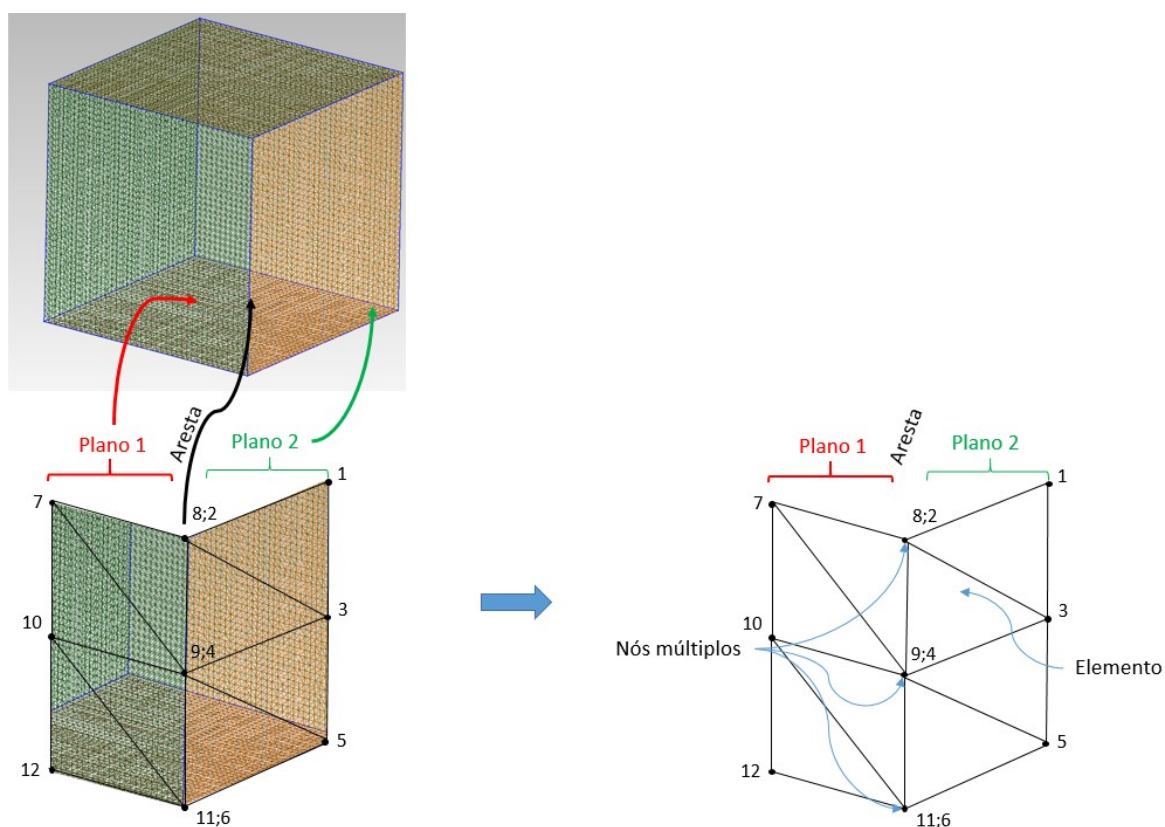 Plano 1
Aresta
Plano 2
7
8;2
1
10
9;4
3
12
11;6
5
Plano 1
Aresta
Plano 2
7
8;2
1
10
9;4
3
Nós múltiplos
Elemento
12
11;6
5